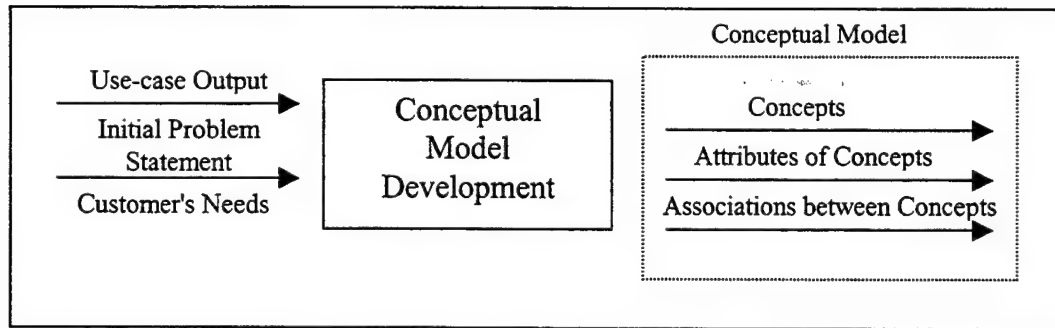 Conceptual Model
Use-case Output
Initial Problem
Statement
Customer's Needs
Conceptual
Model
Development
Concepts
Attributes of Concepts
Associations between Concepts